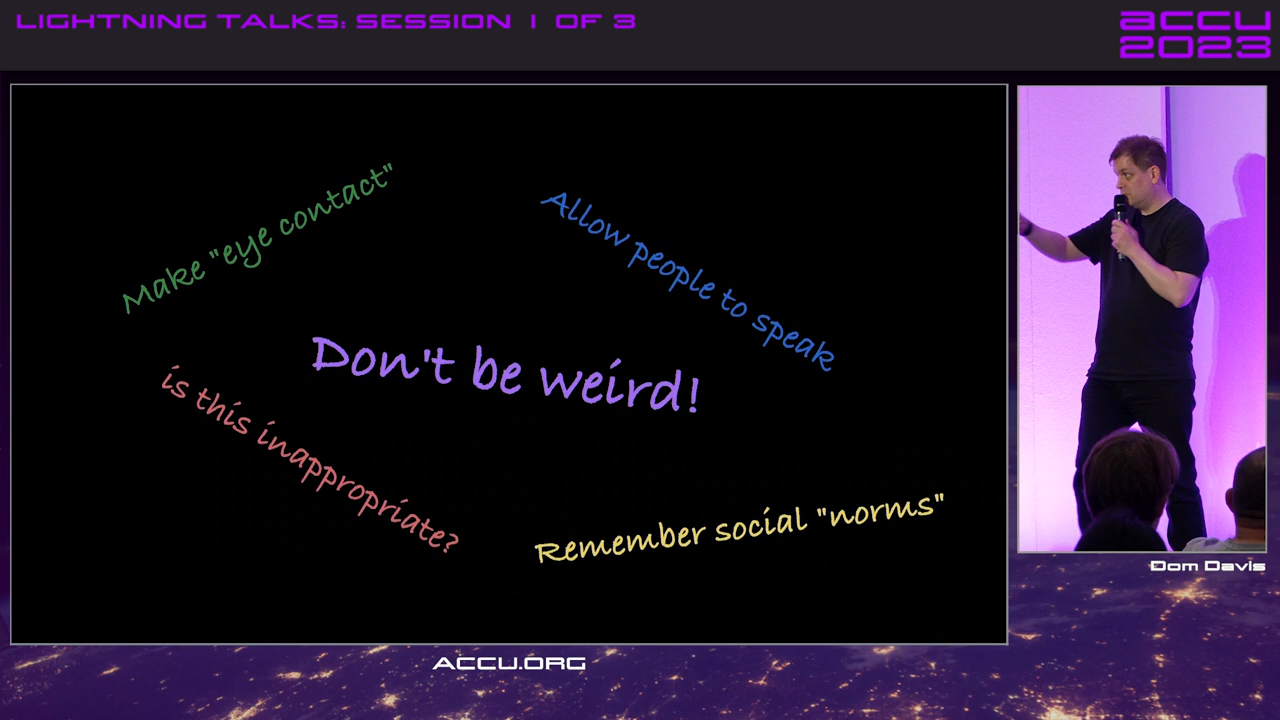 LIGHTNING TALKS: SESSION 1 OF 3
accu
2023
Make "eye contact"
Allow people to speak
Don't be weird!
is this inappropriate?
Remember social "norms"
Dom Davis
ACCU.ORG